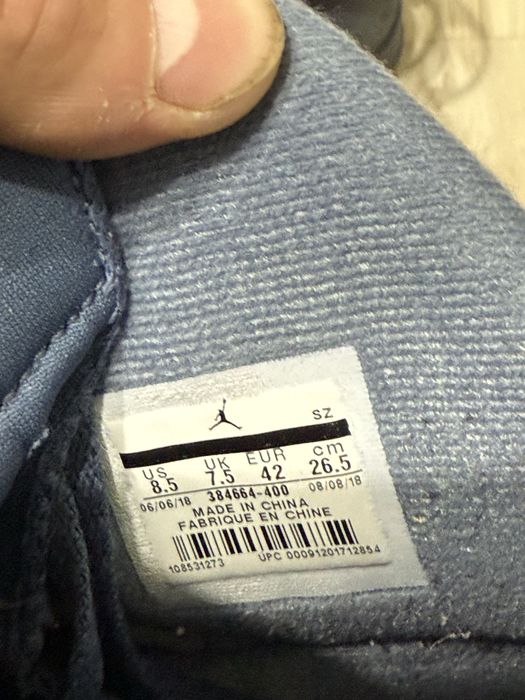 SZ
US UK EUR cm
8.5 7.5 42 26.5
06/06/18 384664-400 08/08/18
MADE IN CHINA
FABRIQUE EN CHINE
108531273 UPC 00091201712854